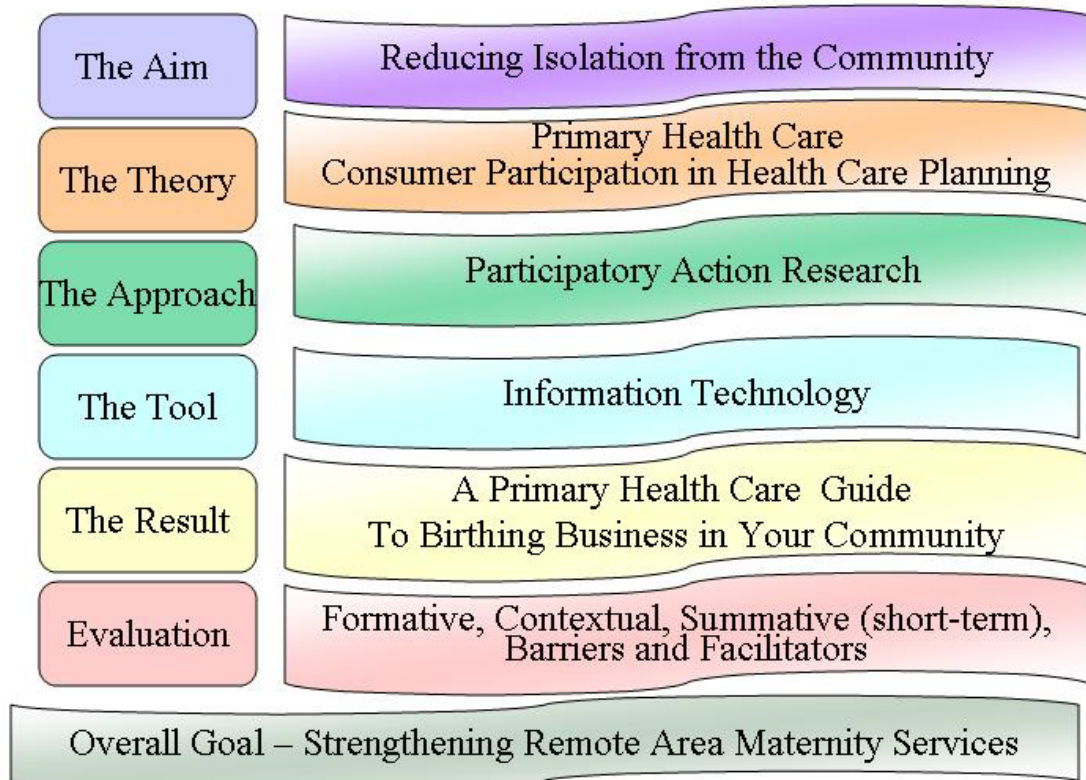 The Aim
Reducing Isolation from the Community
The Theory
Primary Health Care
Consumer Participation in Health Care Planning
The Approach
Participatory Action Research
The Tool
Information Technology
The Result
A Primary Health Care Guide
To Birthing Business in Your Community
Evaluation
Formative, Contextual, Summative (short-term),
Barriers and Facilitators
Overall Goal – Strengthening Remote Area Maternity Services